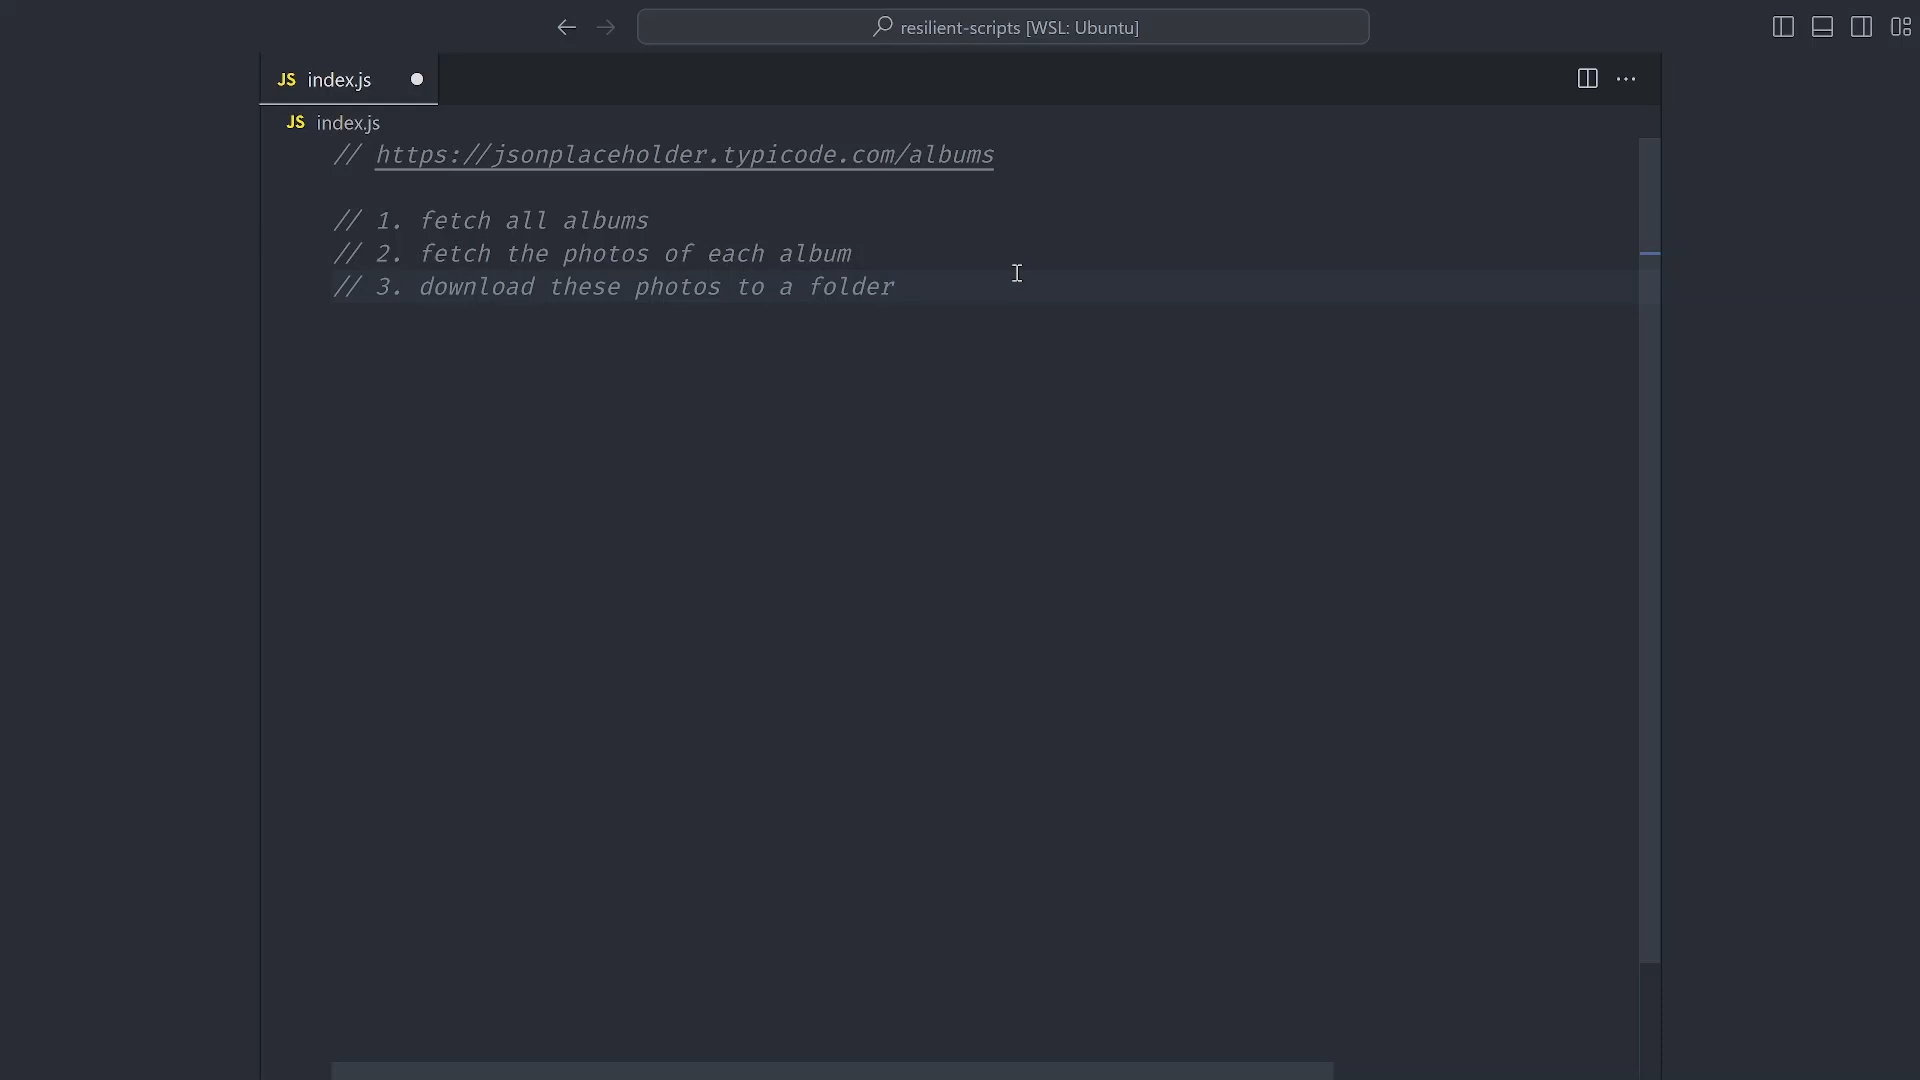 resilient-scripts [WSL: Ubuntu]
JS index.js
JS index.js
// https://jsonplaceholder.typicode.com/albums
// 1. fetch all albums
// 2. fetch the photos of each album
// 3. download these photos to a folder